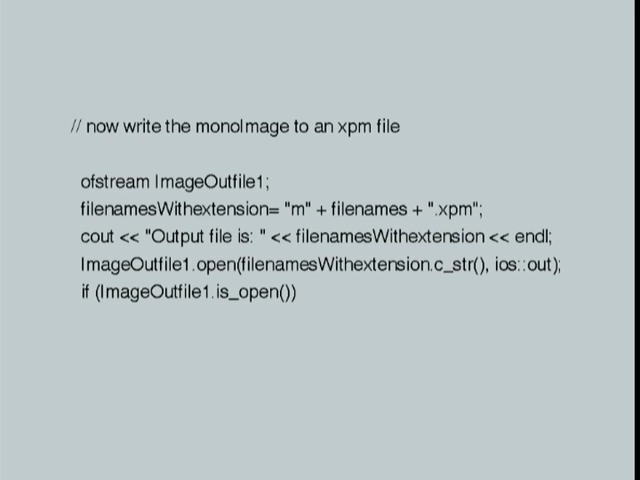 // now write the monoImage to an xpm file
ofstream ImageOutfile1;
filenamesWithextension= "m" + filenames + ".xpm";
cout << "Output file is: " << filenamesWithextension << endl;
ImageOutfile1.open(filenamesWithextension.c_str(), ios::out);
if (ImageOutfile1.is_open())